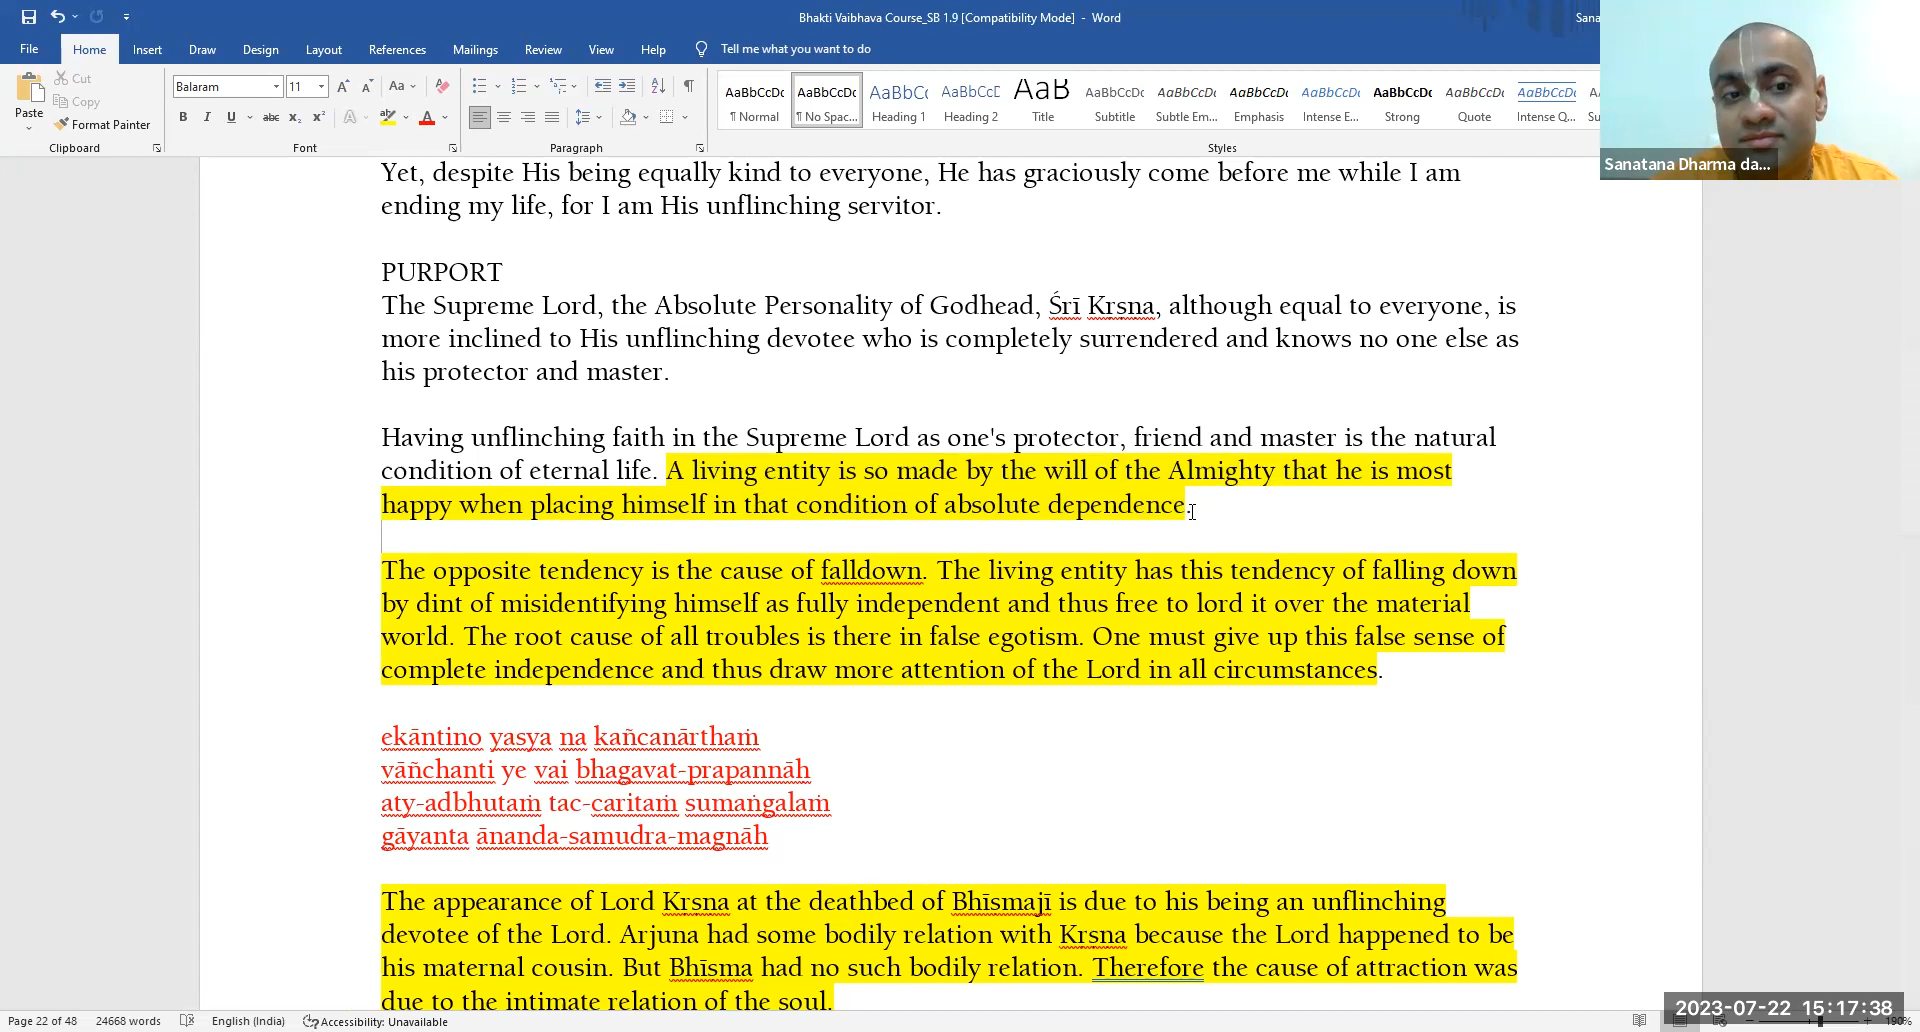 Bhakti Vaibhava Course_SB 1.9 [Compatibility Mode] - Word
Sana
File Home Insert Draw Design Layout References Mailings Review View Help Tell me what you want to do
Paste
Cut
Copy
Format Painter
Clipboard
Balaram 11
Font
Paragraph
AaBbCcDc AaBbCcDc AaBbCc AaBbCcD AaB AaBbCcDc AaBbCcDc AaBbCcDc AaBbCcDc AaBbCcDc AaBbCcDc AaBbCcDc
¶ Normal ¶ No Spac... Heading 1 Heading 2 Title Subtitle Subtle Em... Emphasis Intense E... Strong Quote Intense Q...
Styles
Sanatana Dharma da...
Yet, despite His being equally kind to everyone, He has graciously come before me while I am
ending my life, for I am His unflinching servitor.
PURPORT
The Supreme Lord, the Absolute Personality of Godhead, Śrī Krsna, although equal to everyone, is
more inclined to His unflinching devotee who is completely surrendered and knows no one else as
his protector and master.
Having unflinching faith in the Supreme Lord as one's protector, friend and master is the natural
condition of eternal life. A living entity is so made by the will of the Almighty that he is most
happy when placing himself in that condition of absolute dependence.
The opposite tendency is the cause of falldown. The living entity has this tendency of falling down
by dint of misidentifying himself as fully independent and thus free to lord it over the material
world. The root cause of all troubles is there in false egotism. One must give up this false sense of
complete independence and thus draw more attention of the Lord in all circumstances.
ekāntino yasya na kañcanārthaṁ
vāñchanti ye vai bhagavat-prapannāh
aty-adbhutaṁ tac-caritaṁ sumaṅgalaṁ
gāyanta ānanda-samudra-magnāh
The appearance of Lord Krsna at the deathbed of Bhīsmajī is due to his being an unflinching
devotee of the Lord. Arjuna had some bodily relation with Krsna because the Lord happened to be
his maternal cousin. But Bhīsma had no such bodily relation. Therefore the cause of attraction was
due to the intimate relation of the soul.
Page 22 of 48 24668 words English (India) Accessibility: Unavailable
2023-07-22 15:17:38
190%